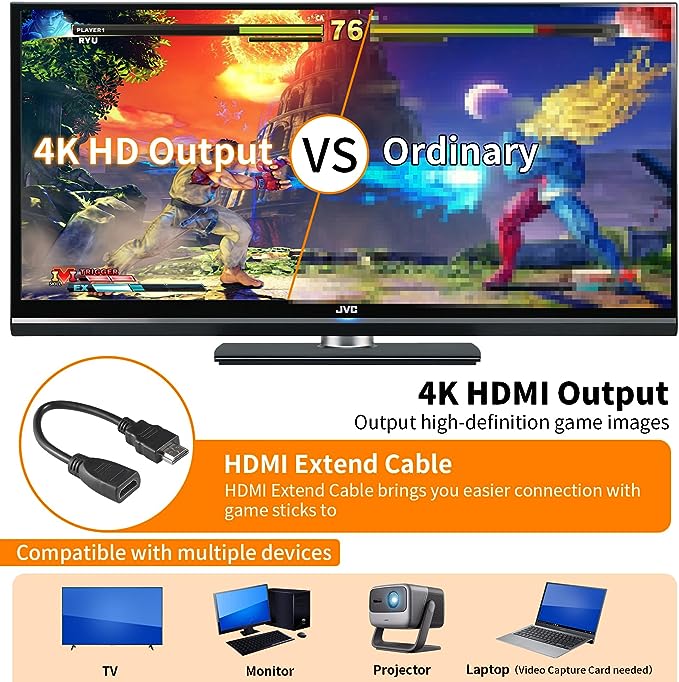 CA
PLAYER1
RYU
76
4K HD Output
VS
Ordinary
TRIGGER
EX
JVC
4K HDMI Output
Output high-definition game images
HDMI Extend Cable
HDMI Extend Cable brings you easier connection with
game sticks to
Compatible with multiple devices
TV
Monitor
Projector
Laptop (Video Capture Card needed)